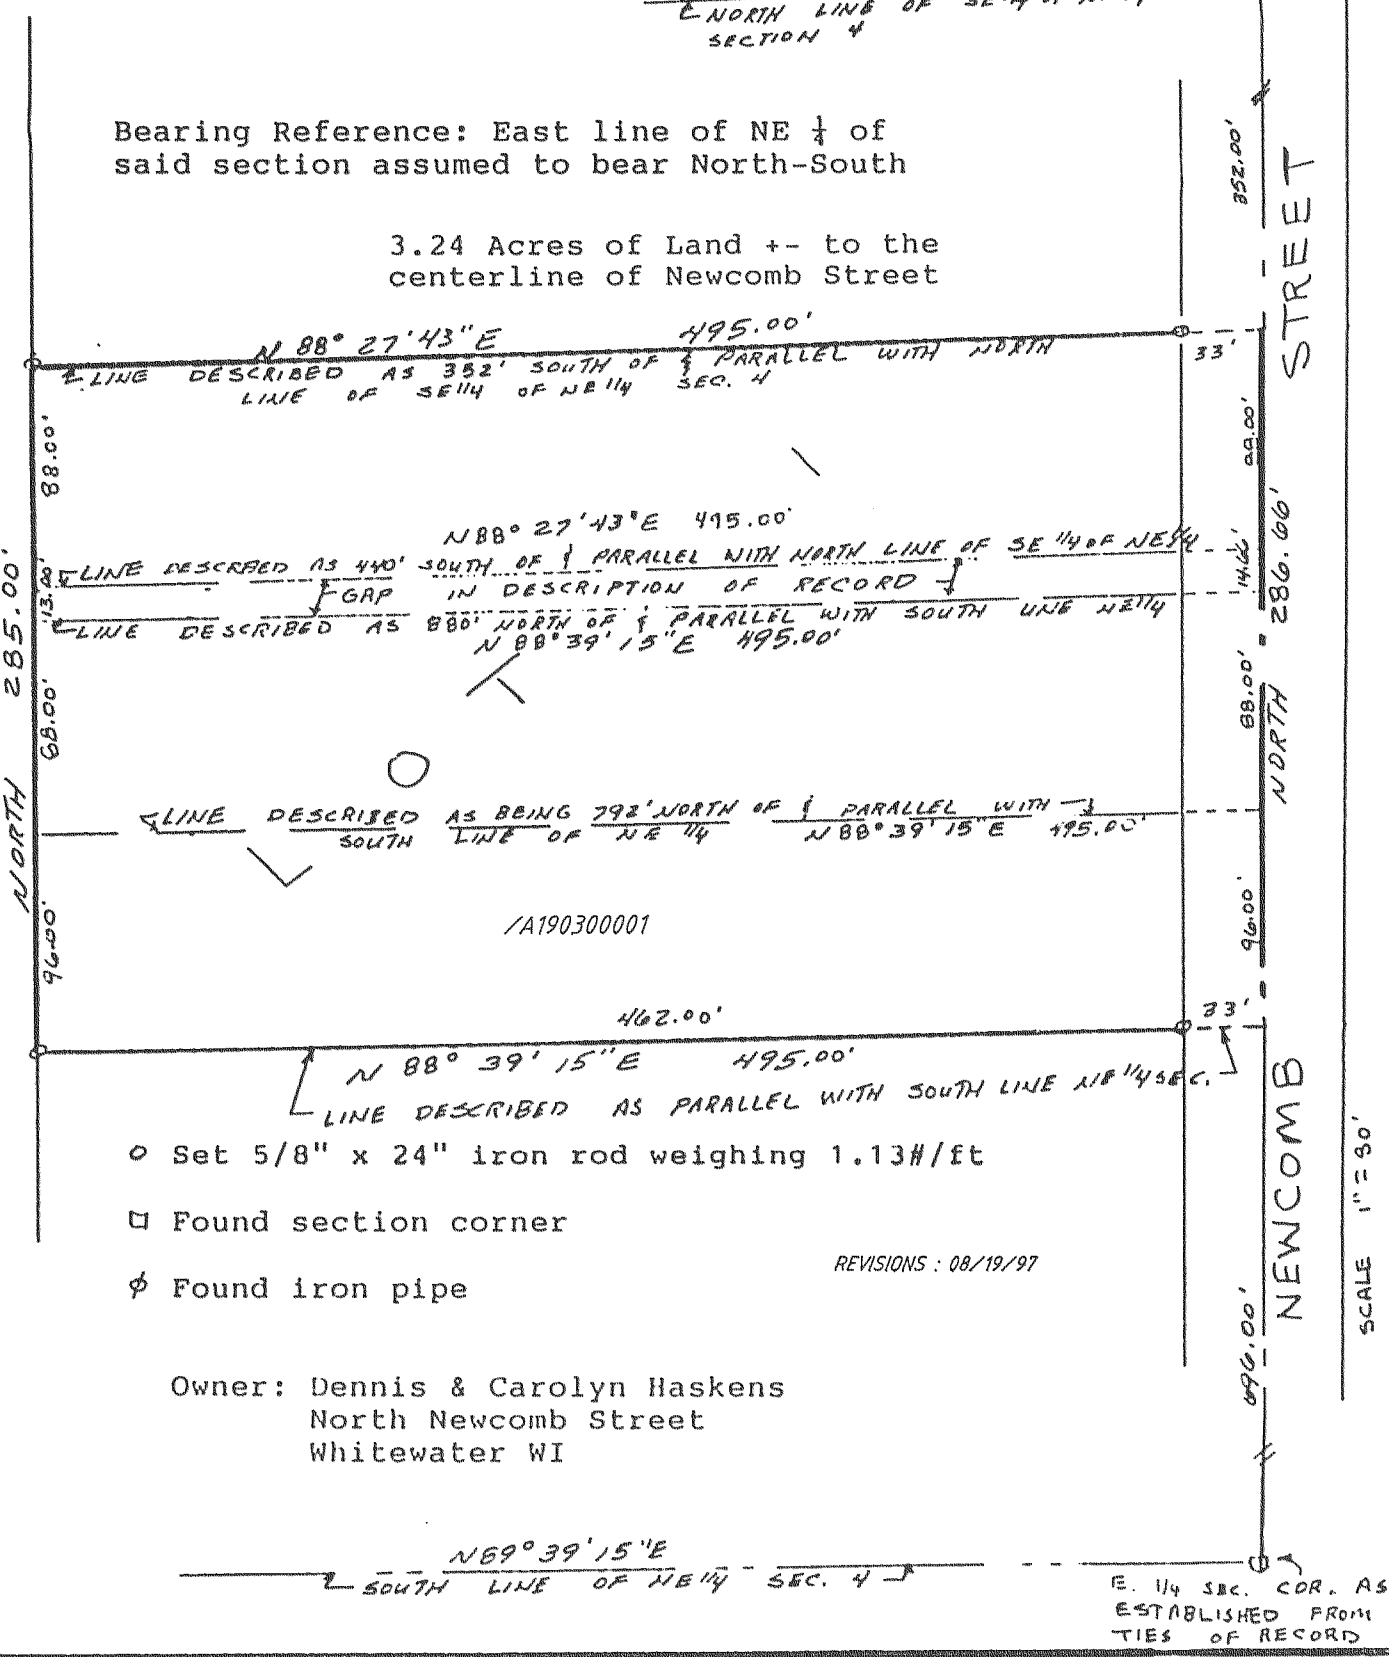 NORTH LINE OF SE 1/4 OF
SECTION 4
Bearing Reference: East line of NE ¼ of
said section assumed to bear North-South
3.24 Acres of Land +- to the
centerline of Newcomb Street
352.00'
STREET
N 88° 27' 43" E 495.00'
33'
LINE DESCRIBED AS 352' SOUTH OF & PARALLEL WITH NORTH
LINE OF SE 1/4 OF NE 1/4 SEC. 4
88.00'
N 88° 27' 43" E 495.00'
LINE DESCRBED AS 440' SOUTH OF & PARALLEL WITH NORTH LINE OF SE 1/4 OF NE 1/4
14.66'
13.00'
GAP IN DESCRIPTION OF RECORD
LINE DESCRIBED AS 880' NORTH OF & PARALLEL WITH SOUTH LINE NE 1/4
N 88° 39' 15" E 495.00'
NORTH 285.00'
NORTH 286.66'
88.00'
88.00'
LINE DESCRIBED AS BEING 792' NORTH OF & PARALLEL WITH
SOUTH LINE OF NE 1/4 N 88° 39' 15" E 495.00'
96.00'
96.00'
/A190300001
462.00'
33'
N 88° 39' 15" E 495.00'
LINE DESCRIBED AS PARALLEL WITH SOUTH LINE NE 1/4 SEC.
Set 5/8" x 24" iron rod weighing 1.13#/ft
Found section corner
REVISIONS : 08/19/97
Found iron pipe
NEWCOMB
SCALE 1" = 30'
696.00'
Owner: Dennis & Carolyn Haskens
North Newcomb Street
Whitewater WI
N 89° 39' 15" E
SOUTH LINE OF NE 1/4 SEC. 4
E. 1/4 SEC. COR. AS
ESTABLISHED FROM
TIES OF RECORD